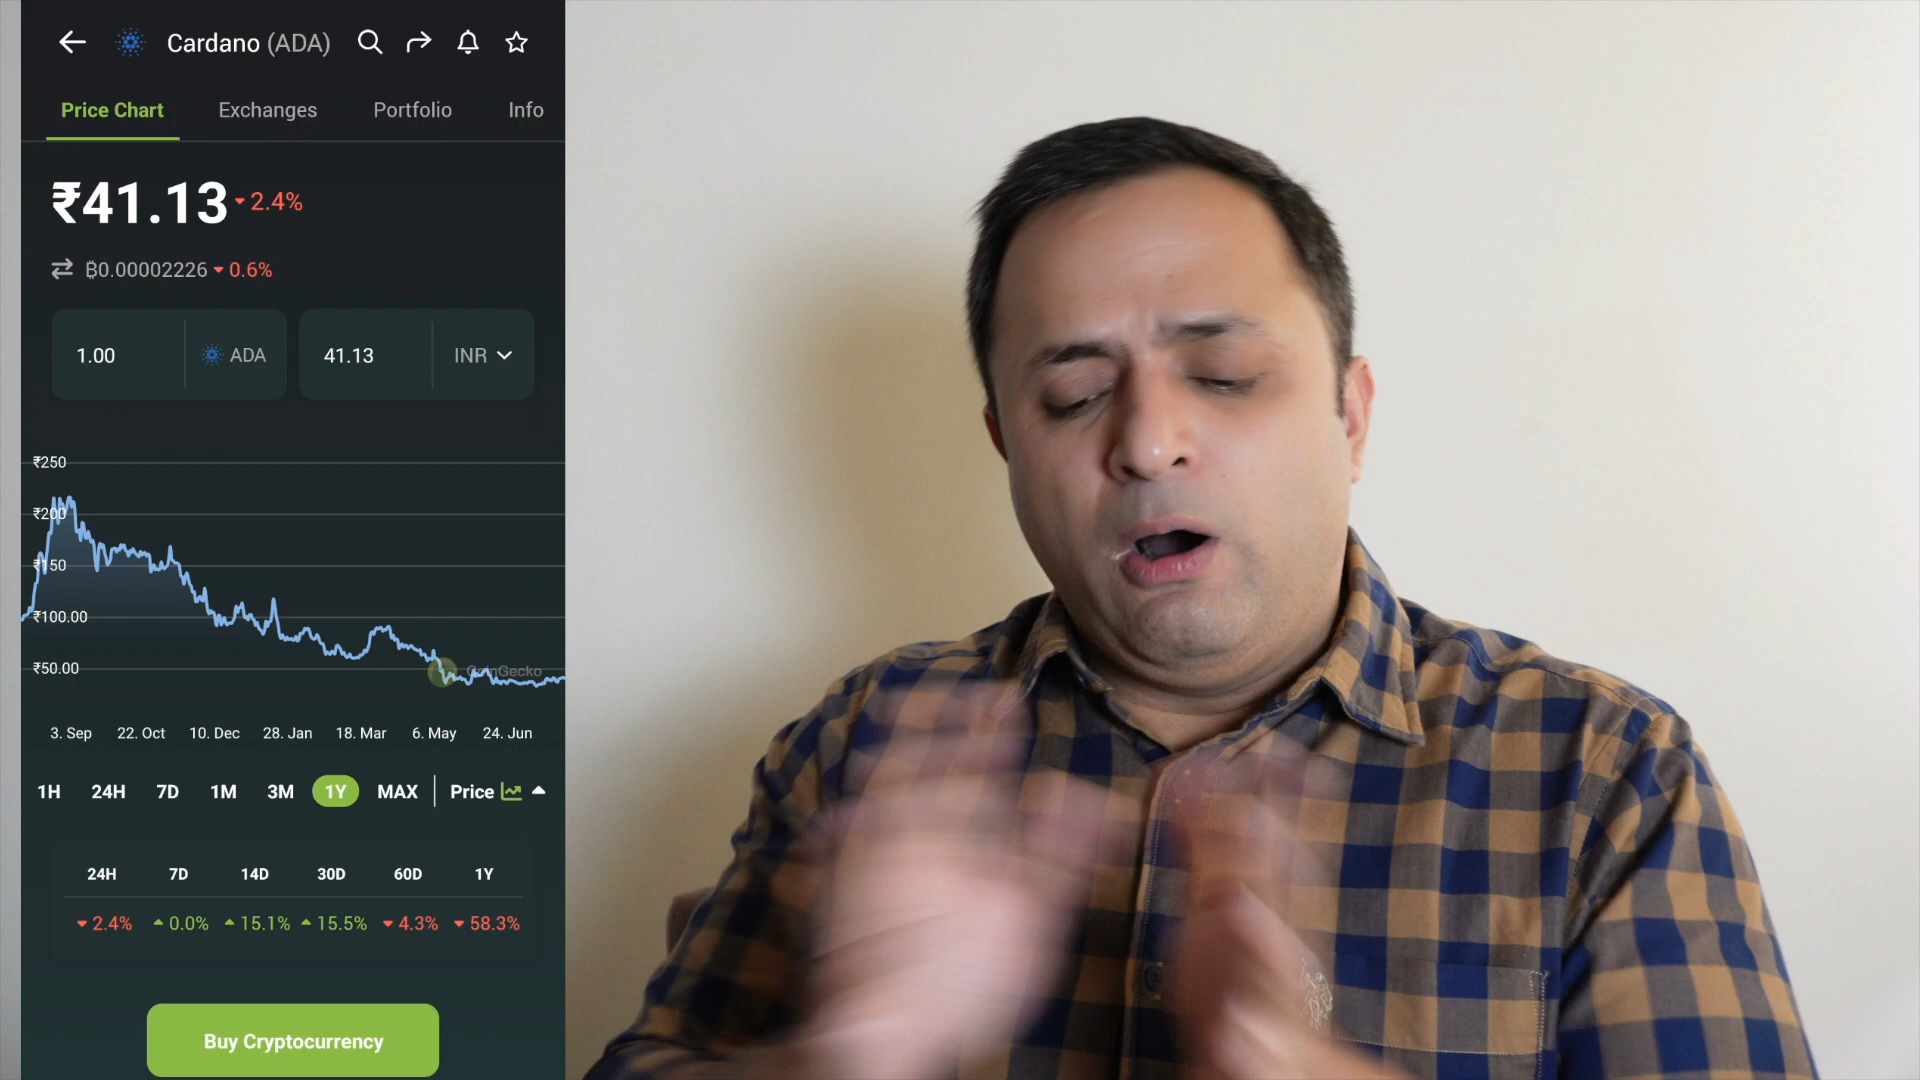 Cardano (ADA)
Price Chart Exchanges Portfolio Info
₹41.13 2.4%
₿0.00002226 0.6%
1.00 ADA 41.13 INR
₹250
₹200
₹150
₹100.00
₹50.00
CoinGecko
3. Sep 22. Oct 10. Dec 28. Jan 18. Mar 6. May 24. Jun
1H 24H 7D 1M 3M 1Y MAX Price
24H 7D 14D 30D 60D 1Y
2.4% 0.0% 15.1% 15.5% 4.3% 58.3%
Buy Cryptocurrency